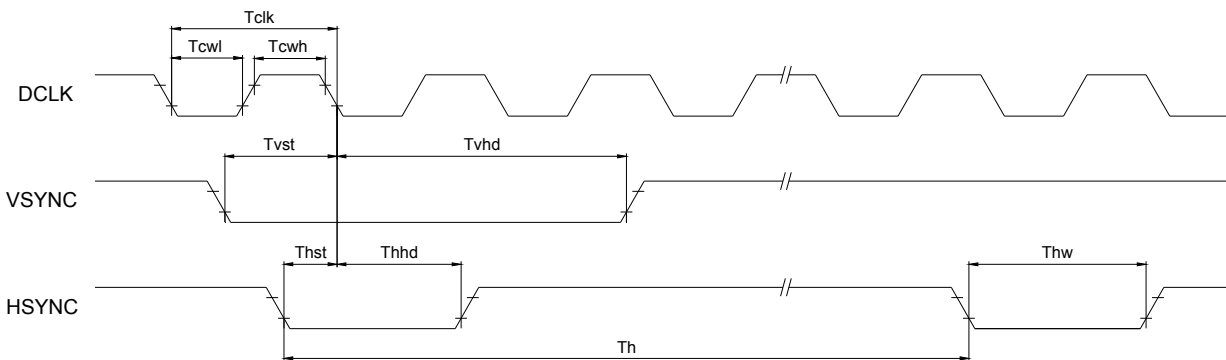 Tclk
Tcwl Tcwh
DCLK
Tvst Tvhd
VSYNC
Thst Thhd Thw
HSYNC
Th